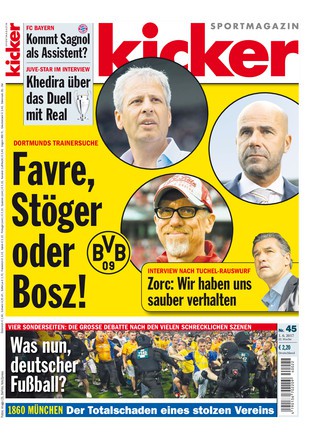 SPORTMAGAZIN
kicker
kicker
FC BAYERN
Kommt Sagnol
als Assistent?
JUVE-STAR IM INTERVIEW
Khedira über
das Duell
mit Real
DORTMUNDS TRAINERSUCHE
Favre,
Stöger
oder
Bosz!
BVB
09
INTERVIEW NACH TUCHEL-RAUSWURF
Zorc: Wir haben uns
sauber verhalten
Nr. 45
€ 2,20
VIER SONDERSEITEN: DIE GROSSE DEBATTE NACH DEN VIELEN SCHRECKLICHEN SZENEN
Was nun,
deutscher
Fußball?
1860 MÜNCHEN Der Totalschaden eines stolzen Vereins